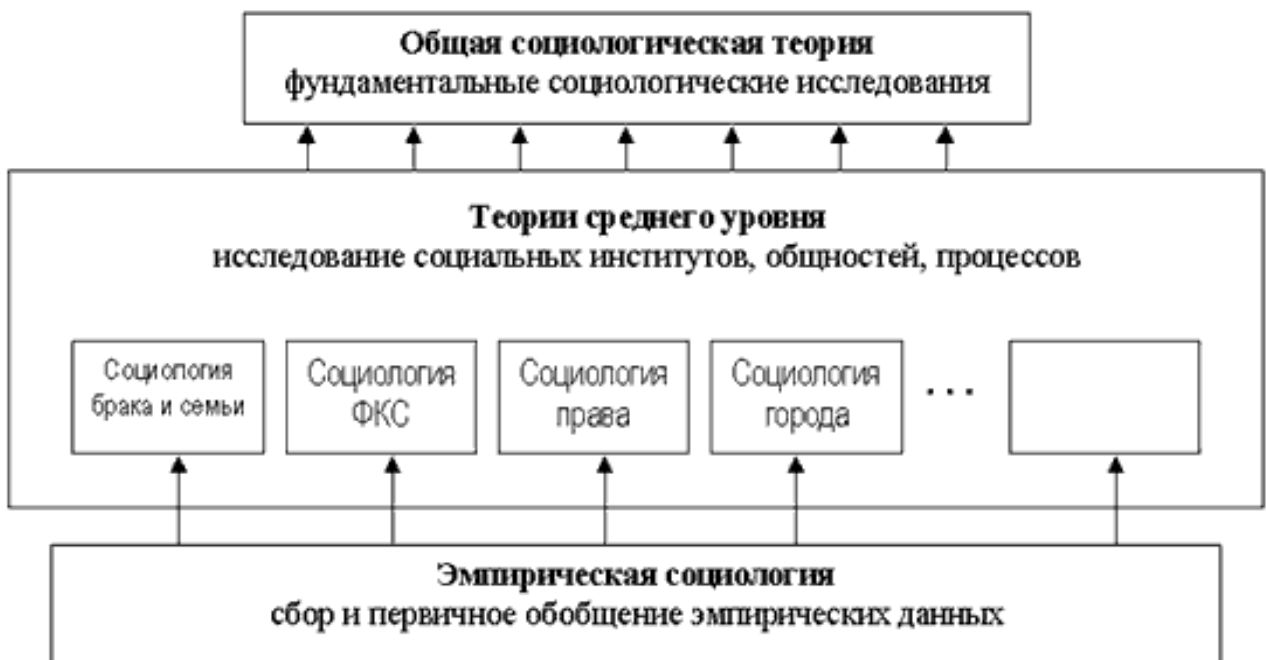 Общая социологическая теория
фундаментальные социологические исследования
Теории среднего уровня
исследование социальных институтов, общностей, процессов
Социология
брака и семьи
Социология
ФКС
Социология
права
Социология
города
...
Эмпирическая социология
сбор и первичное обобщение эмпирических данных